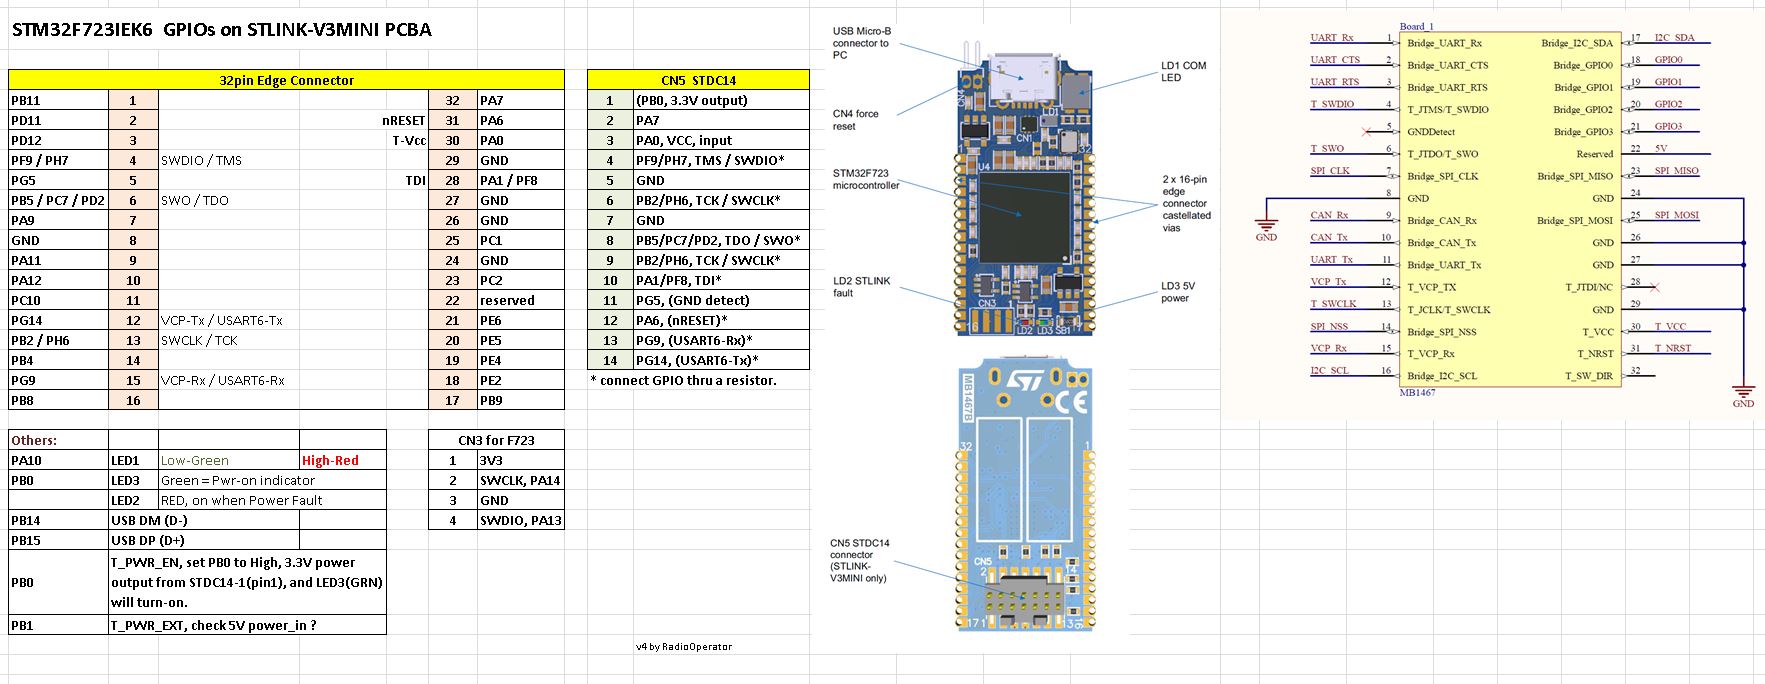 STM32F723IEK6 GPIOs on STLINK-V3MINI PCBA
32pin Edge Connector
PB11 1 32 PA7
PD11 2 nRESET 31 PA6
PD12 3 T-Vcc 30 PA0
PF9 / PH7 4 SWDIO / TMS 29 GND
PG5 5 TDI 28 PA1 / PF8
PB5 / PC7 / PD2 6 SWO / TDO 27 GND
PA9 7 26 GND
GND 8 25 PC1
PA11 9 24 GND
PA12 10 23 PC2
PC10 11 22 reserved
PG14 12 VCP-Tx / USART6-Tx 21 PE6
PB2 / PH6 13 SWCLK / TCK 20 PE5
PB4 14 19 PE4
PG9 15 VCP-Rx / USART6-Rx 18 PE2
PB8 16 17 PB9
CN5 STDC14
1 (PB0, 3.3V output)
2 PA7
3 PA0, VCC, input
4 PF9/PH7, TMS / SWDIO*
5 GND
6 PB2/PH6, TCK / SWCLK*
7 GND
8 PB5/PC7/PD2, TDO / SWO*
9 PB2/PH6, TCK / SWCLK*
10 PA1/PF8, TDI*
11 PG5, (GND detect)
12 PA6, (nRESET)*
13 PG9, (USART6-Rx)*
14 PG14, (USART6-Tx)*
* connect GPIO thru a resistor.
Others:
PA10 LED1 Low-Green High-Red
PB0 LED3 Green = Pwr-on indicator
LED2 RED, on when Power Fault
PB14 USB DM (D-)
PB15 USB DP (D+)
PB0 T_PWR_EN, set PB0 to High, 3.3V power
output from STDC14-1(pin1), and LED3(GRN)
will turn-on.
PB1 T_PWR_EXT, check 5V power_in ?
CN3 for F723
1 3V3
2 SWCLK, PA14
3 GND
4 SWDIO, PA13
v4 by RadioOperator
USB Micro-B
connector to
PC
LD1 COM
LED
CN4 force
reset
STM32F723
microcontroller
2 x 16-pin
edge
connector
castellated
vias
LD2 STLINK
fault
LD3 5V
power
CN5 STDC14
connector
(STLINK-
V3MINI only)
CN4
LD1
CN1
1
32
U4
CN3
1
16
LD2 LD3 SB1
MB1467B
CE
32
1
CN5
2
14
17
1
13
16
Board_1
UART_Rx 1 Bridge_UART_Rx Bridge_I2C_SDA 17 I2C_SDA
UART_CTS 2 Bridge_UART_CTS Bridge_GPIO0 18 GPIO0
UART_RTS 3 Bridge_UART_RTS Bridge_GPIO1 19 GPIO1
T_SWDIO 4 T_JTMS/T_SWDIO Bridge_GPIO2 20 GPIO2
5 GNDDetect Bridge_GPIO3 21 GPIO3
T_SWO 6 T_JTDO/T_SWO Reserved 22 5V
SPI_CLK 7 Bridge_SPI_CLK Bridge_SPI_MISO 23 SPI_MISO
8 GND GND 24
CAN_Rx 9 Bridge_CAN_Rx Bridge_SPI_MOSI 25 SPI_MOSI
CAN_Tx 10 Bridge_CAN_Tx GND 26
UART_Tx 11 Bridge_UART_Tx GND 27
VCP_Tx 12 T_VCP_TX T_JTDI/NC 28
T_SWCLK 13 T_JCLK/T_SWCLK GND 29
SPI_NSS 14 Bridge_SPI_NSS T_VCC 30 T_VCC
VCP_Rx 15 T_VCP_Rx T_NRST 31 T_NRST
I2C_SCL 16 Bridge_I2C_SCL T_SW_DIR 32
MB1467
GND
GND